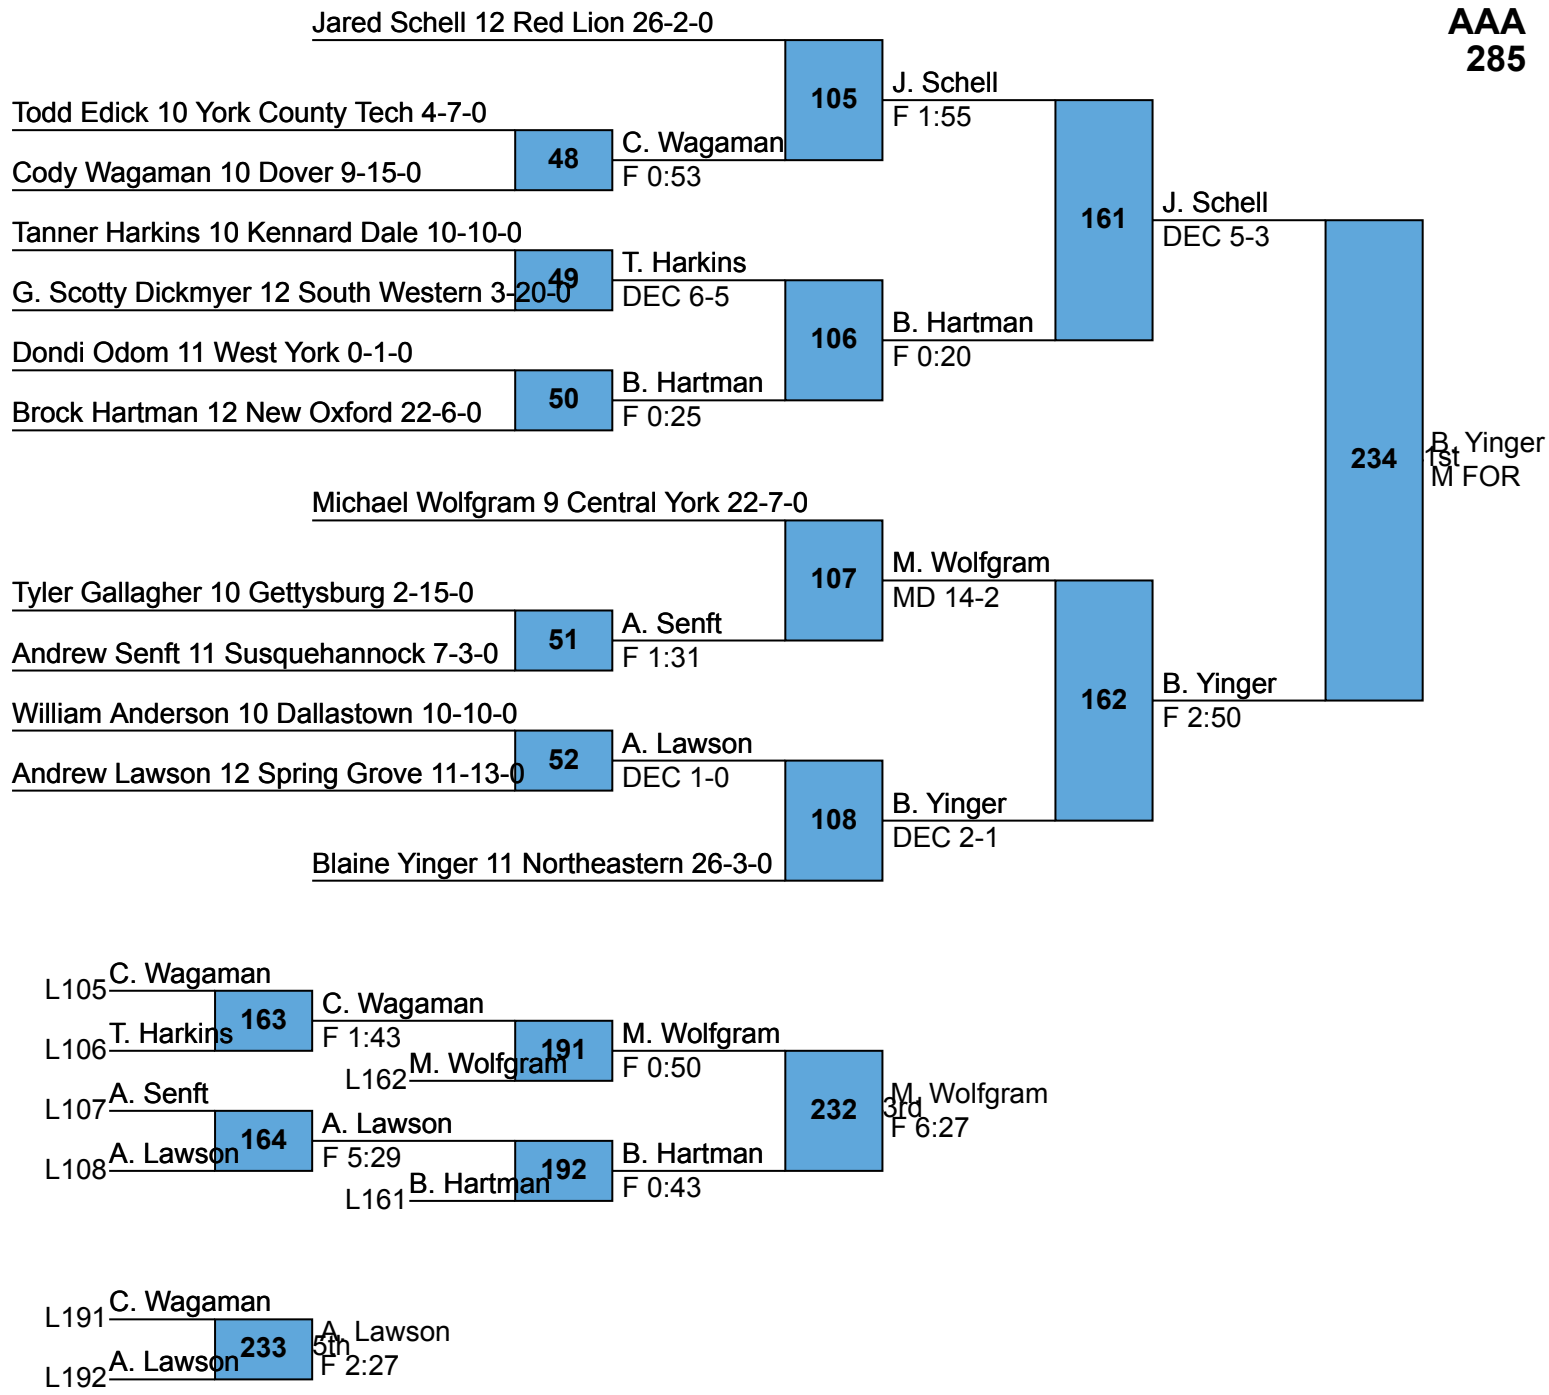 AAA
285
Jared Schell 12 Red Lion 26-2-0
105
J. Schell
F 1:55
Todd Edick 10 York County Tech 4-7-0
48
C. Wagaman
F 0:53
Cody Wagaman 10 Dover 9-15-0
161
J. Schell
DEC 5-3
Tanner Harkins 10 Kennard Dale 10-10-0
49
T. Harkins
DEC 6-5
G. Scotty Dickmyer 12 South Western 3-20-0
106
B. Hartman
F 0:20
Dondi Odom 11 West York 0-1-0
50
B. Hartman
F 0:25
Brock Hartman 12 New Oxford 22-6-0
234
1st
B. Yinger
M FOR
Michael Wolfgram 9 Central York 22-7-0
107
M. Wolfgram
MD 14-2
Tyler Gallagher 10 Gettysburg 2-15-0
51
A. Senft
F 1:31
Andrew Senft 11 Susquehannock 7-3-0
162
B. Yinger
F 2:50
William Anderson 10 Dallastown 10-10-0
52
A. Lawson
DEC 1-0
Andrew Lawson 12 Spring Grove 11-13-0
108
B. Yinger
DEC 2-1
Blaine Yinger 11 Northeastern 26-3-0
L105
C. Wagaman
163
C. Wagaman
F 1:43
L106
T. Harkins
191
M. Wolfgram
F 0:50
L162
M. Wolfgram
L107
A. Senft
164
A. Lawson
F 5:29
L108
A. Lawson
192
B. Hartman
F 0:43
L161
B. Hartman
232
3rd
M. Wolfgram
F 6:27
L191
C. Wagaman
233
5th
A. Lawson
F 2:27
L192
A. Lawson